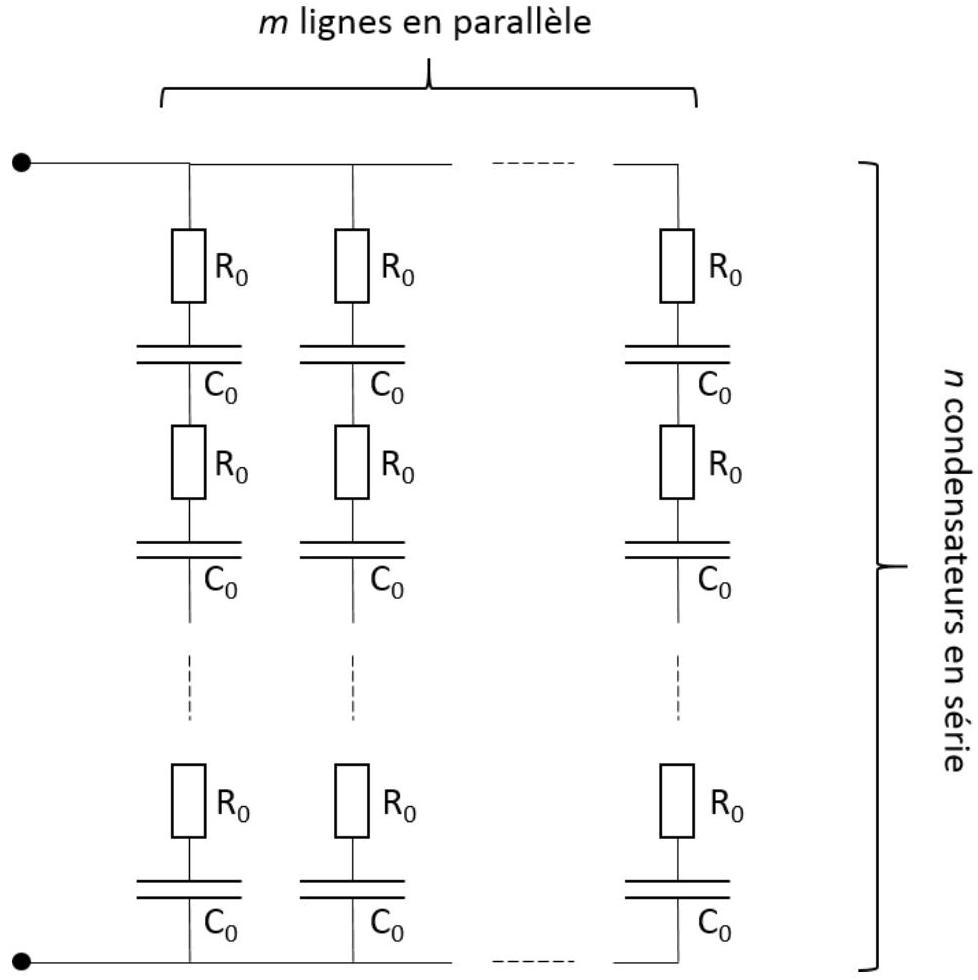 m lignes en parallèle
R₀ R₀ R₀
C₀ C₀ C₀
R₀ R₀ R₀
C₀ C₀ C₀
R₀ R₀ R₀
C₀ C₀ C₀
n condensateurs en série